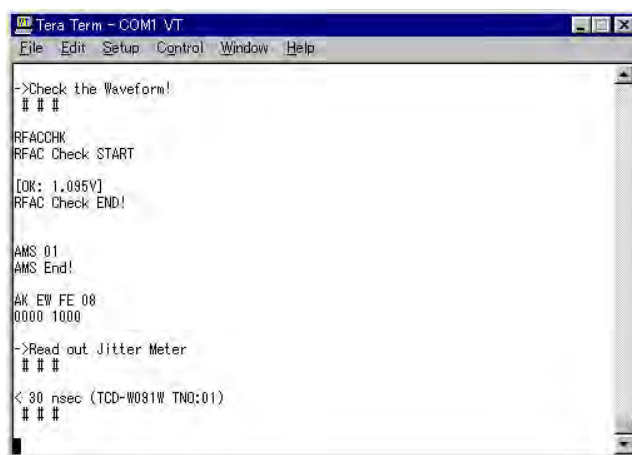 Tera Term - COM1 VT
File Edit Setup Control Window Help
->Check the Waveform!
# # #
RFACCHK
RFAC Check START
[OK: 1.095V]
RFAC Check END!
AMS 01
AMS End!
AK EW FE 08
0000 1000
->Read out Jitter Meter
# # #
< 30 nsec (TCD-W081W TNO:01)
# # #